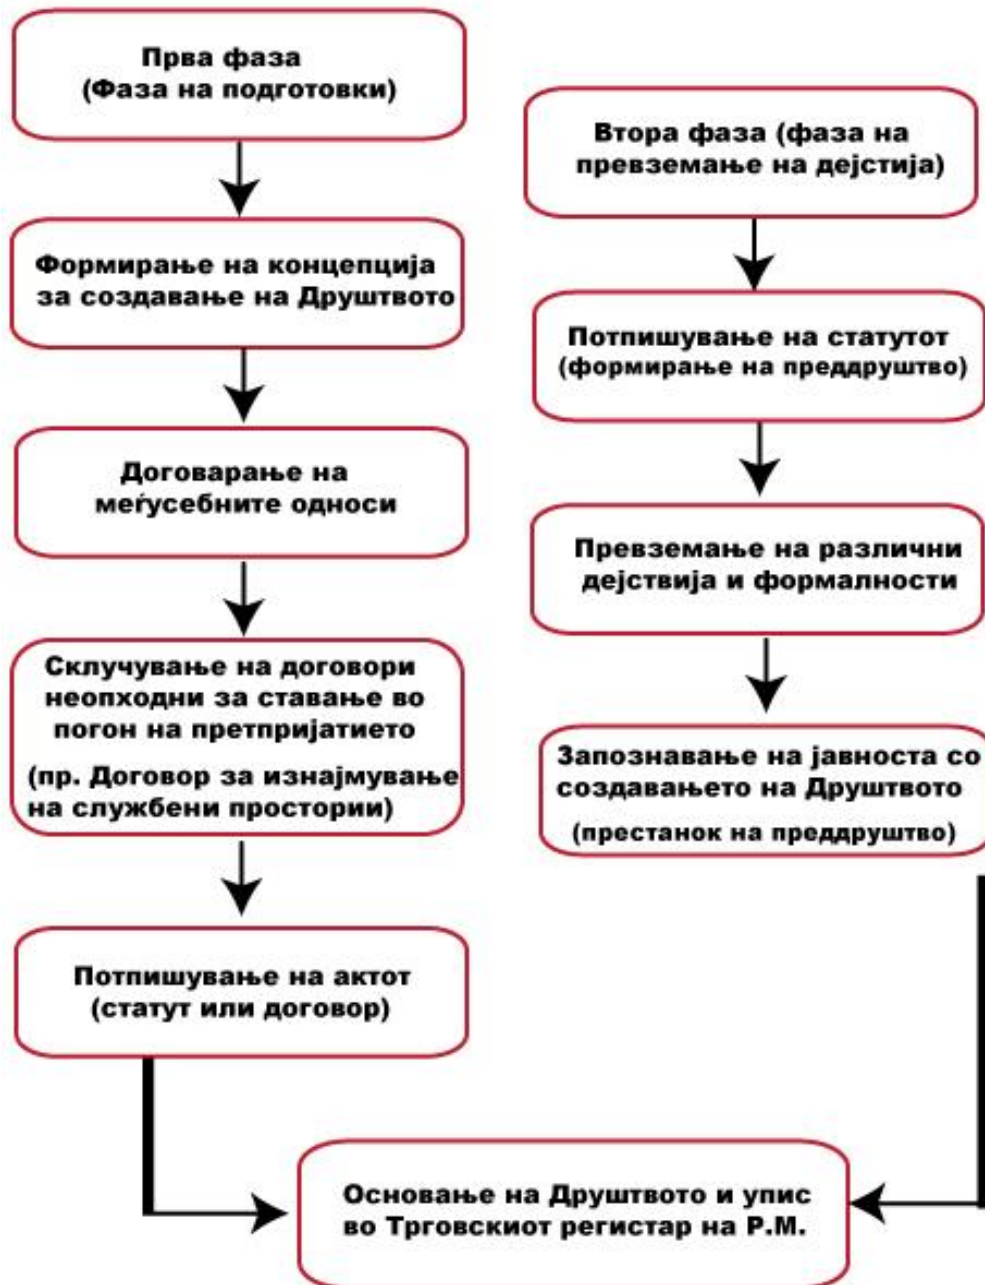 Прва фаза
(Фаза на подготовки)
Формирање на концепција
за создавање на Друштвото
Договарање на
меѓусебните односи
Склучување на договори
неопходни за ставање во
погон на претпријатието
(пр. Договор за изнајмување
на службени простории)
Потпишување на актот
(статут или договор)
Втора фаза (фаза на
превземање на дејстија)
Потпишување на статутот
(формирање на преддруштво)
Превземање на различни
дејствија и формалности
Запознавање на јавноста со
создавањето на Друштвото
(престанок на преддруштво)
Основање на Друштвото и упис
во Трговскиот регистар на Р.М.